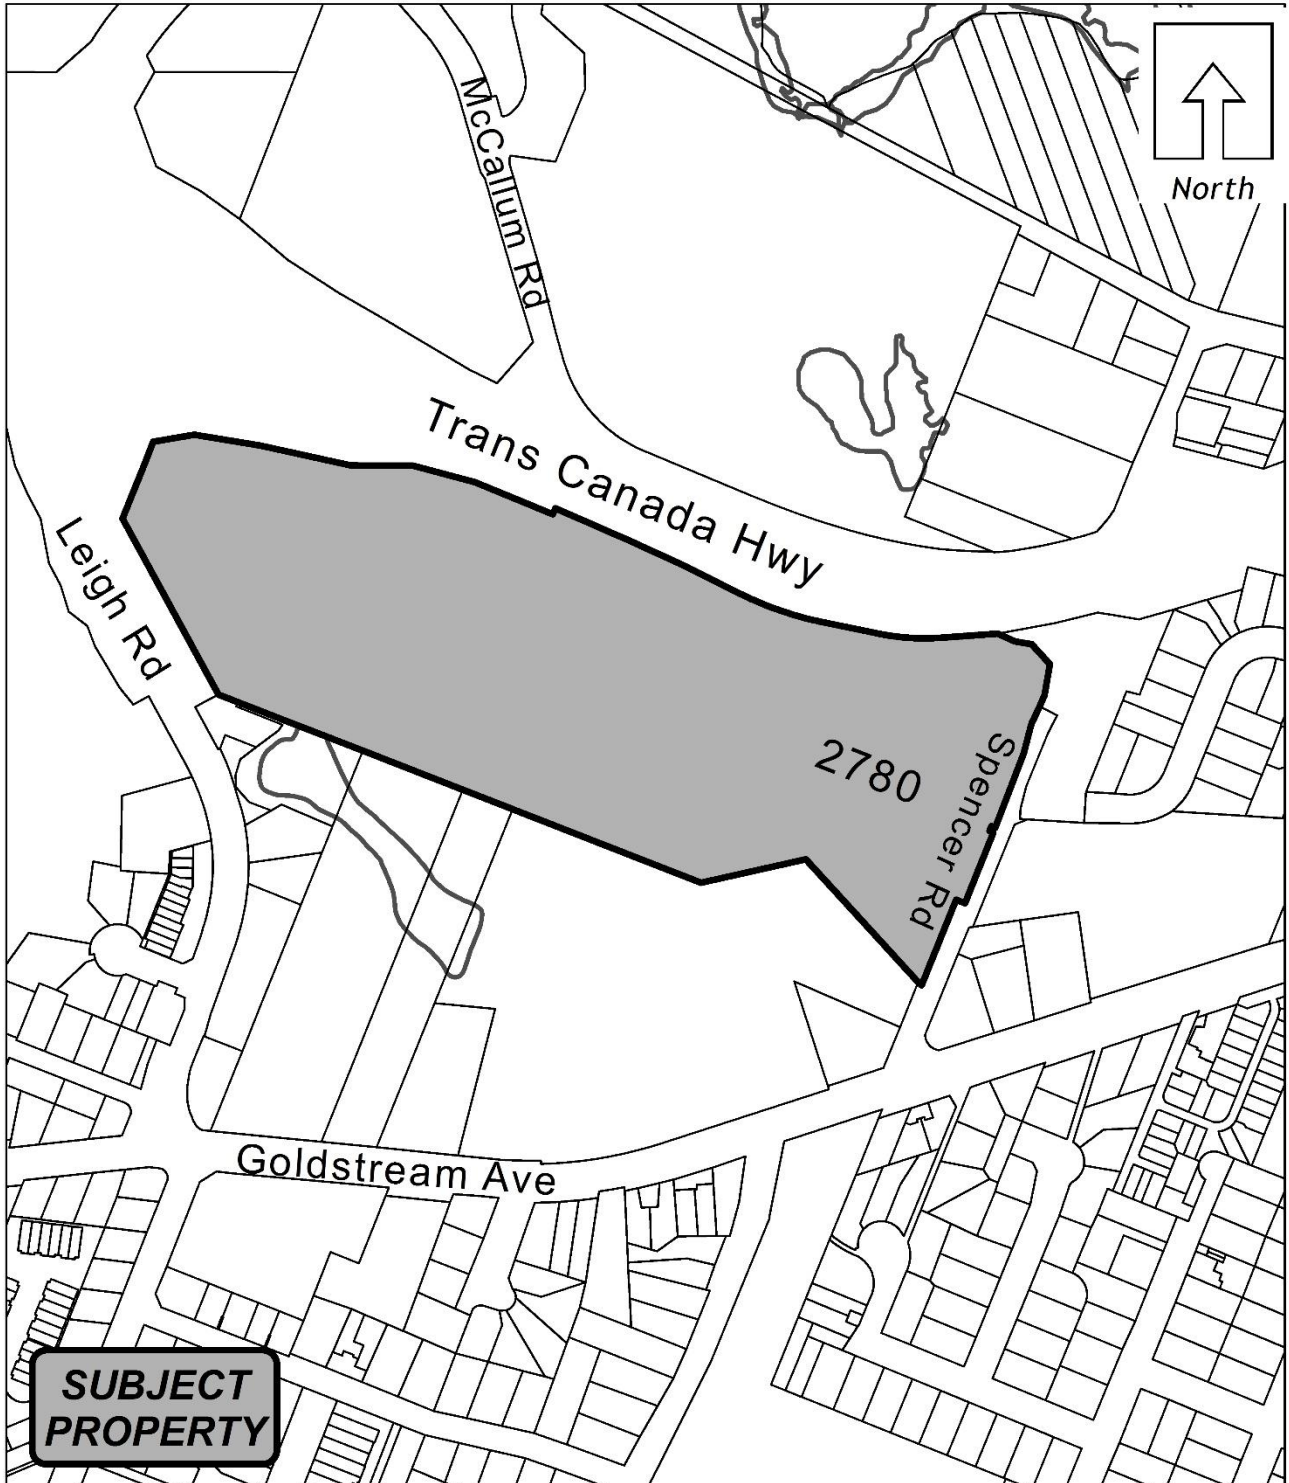 McCallum Rd
North
Trans Canada Hwy
Leigh Rd
2780
Spencer Rd
Goldstream Ave
SUBJECT
PROPERTY